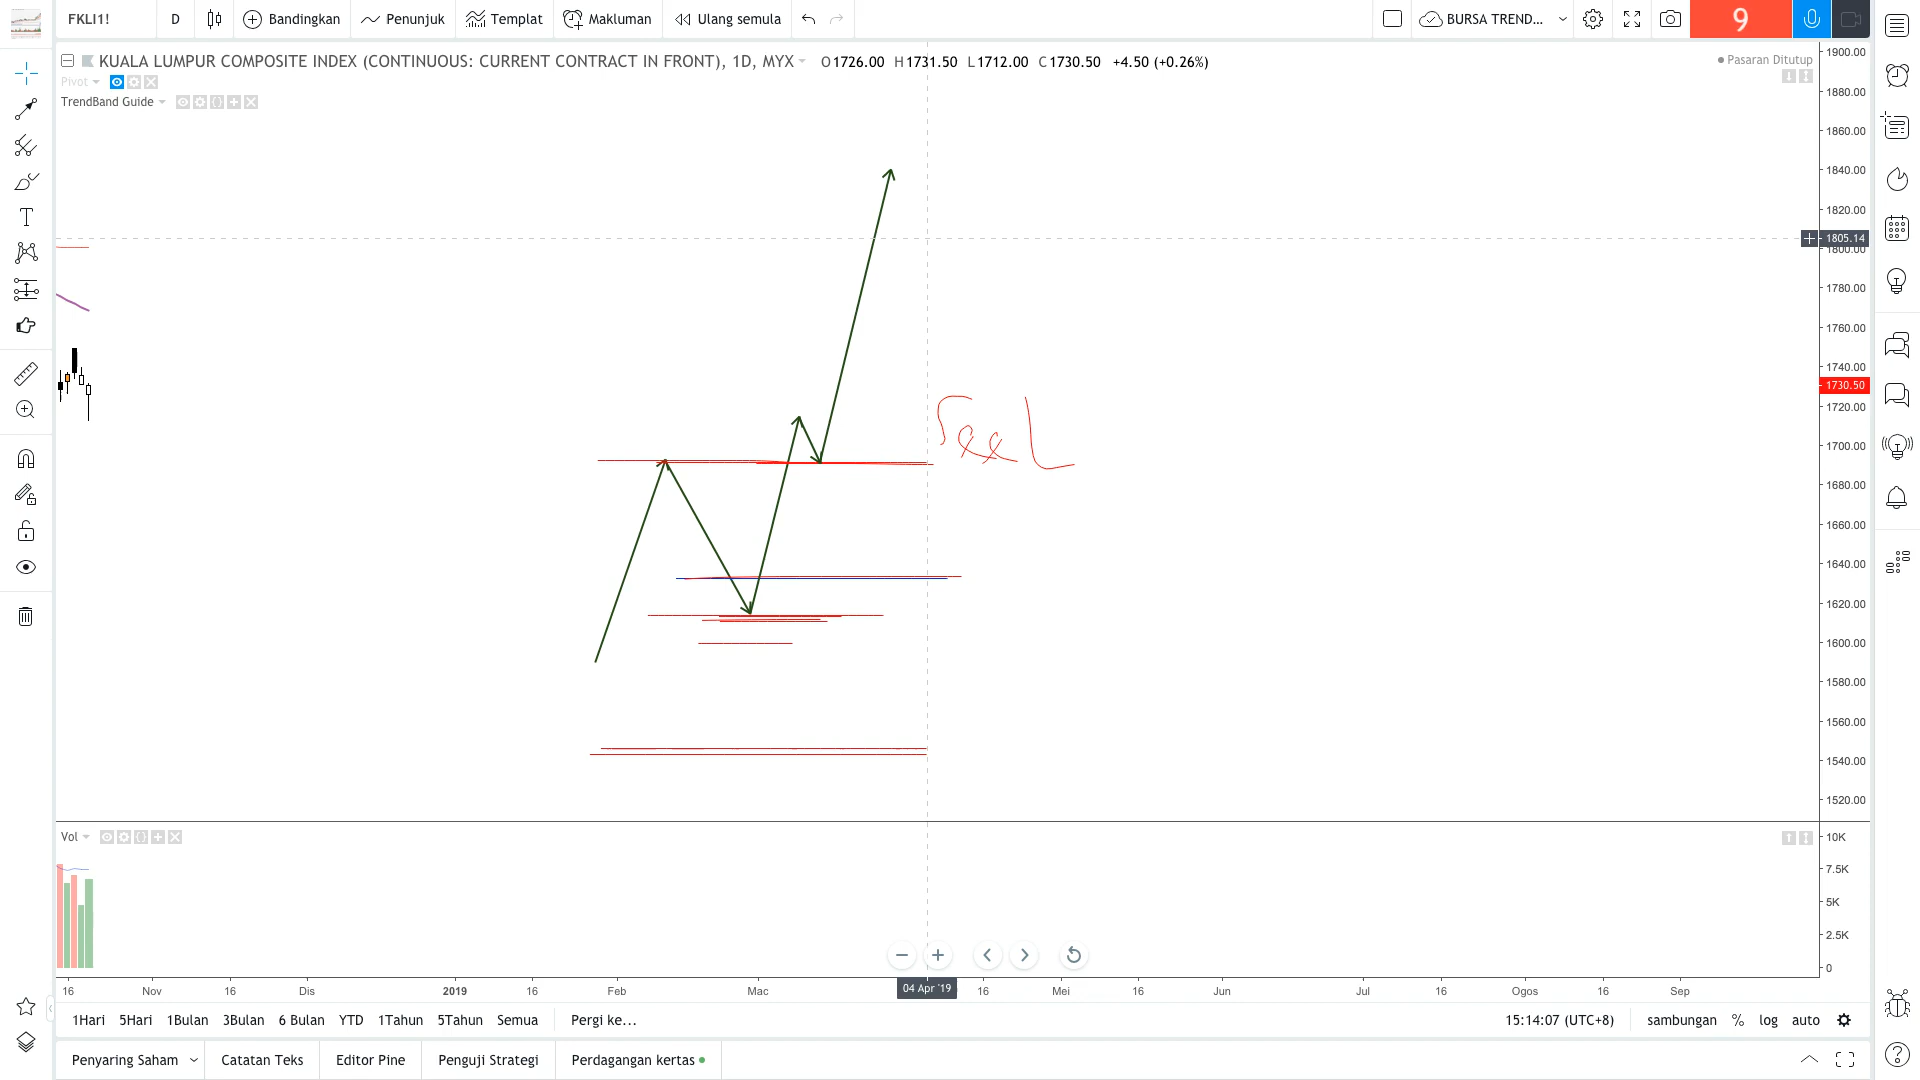 FKLI1! D Bandingkan Penunjuk Templat Makluman Ulang semula BURSA TREND... 9
KUALA LUMPUR COMPOSITE INDEX (CONTINUOUS: CURRENT CONTRACT IN FRONT), 1D, MYX O1726.00 H1731.50 L1712.00 C1730.50 +4.50 (+0.26%) Pasaran Ditutup
Pivot
TrendBand Guide
1900.00
1880.00
1860.00
1840.00
1820.00
1805.14
1800.00
1780.00
1760.00
1740.00
1730.50
1720.00
1700.00
1680.00
1660.00
1640.00
1620.00
1600.00
1580.00
1560.00
1540.00
1520.00
Vol
10K
7.5K
5K
2.5K
0
16 Nov 16 Dis 2019 16 Feb Mac 04 Apr '19 16 Mei 16 Jun Jul 16 Ogos 16 Sep
1Hari 5Hari 1Bulan 3Bulan 6 Bulan YTD 1Tahun 5Tahun Semua Pergi ke... 15:14:07 (UTC+8) sambungan % log auto
Penyaring Saham Catatan Teks Editor Pine Penguji Strategi Perdagangan kertas